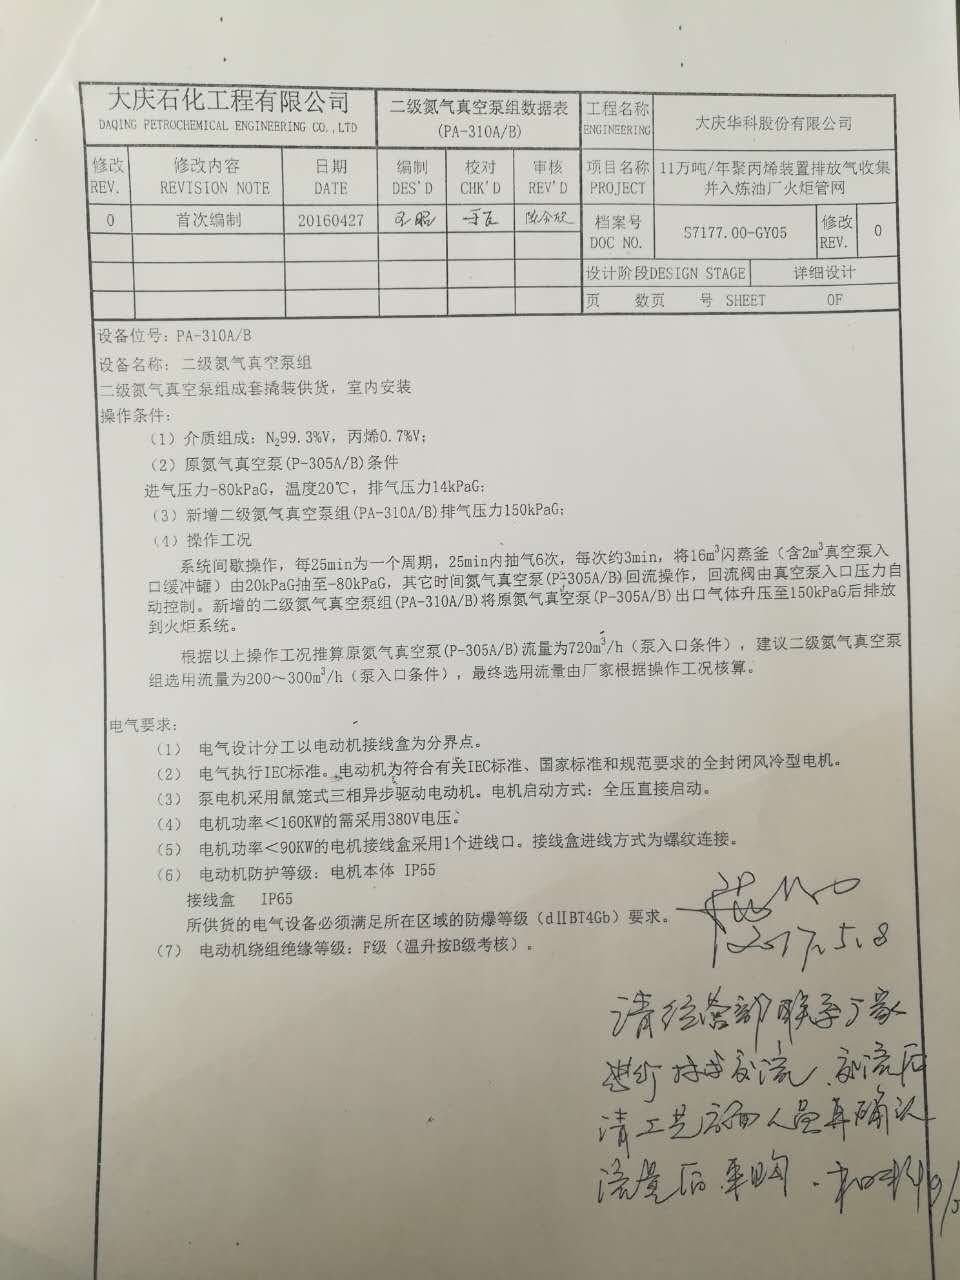 大庆石化工程有限公司
DAQING PETROCHEMICAL ENGINEERING CO.,LTD
二级氮气真空泵组数据表
(PA-310A/B)
工程名称
ENGINEERING
大庆华科股份有限公司
修改
REV.
修改内容
REVISION NOTE
日期
DATE
编制
DES'D
校对
CHK'D
审核
REV'D
项目名称
PROJECT
11万吨/年聚丙烯装置排放气收集
并入炼油厂火炬管网
0
首次编制
20160427
档案号
DOC NO.
S7177.00-GY05
修改
REV.
0
设计阶段DESIGN STAGE
详细设计
页 数页 号 SHEET OF
设备位号：PA-310A/B
设备名称：二级氮气真空泵组
二级氮气真空泵组成套撬装供货，室内安装
操作条件：
（1）介质组成：N₂99.3%V，丙烯0.7%V；
（2）原氮气真空泵(P-305A/B)条件
进气压力-80kPaG，温度20℃，排气压力14kPaG；
（3）新增二级氮气真空泵组(PA-310A/B)排气压力150kPaG；
（4）操作工况
系统间歇操作，每25min为一个周期，25min内抽气6次，每次约3min，将16m³闪蒸釜（含2m³真空泵入
口缓冲罐）由20kPaG抽至-80kPaG，其它时间氮气真空泵(P-305A/B)回流操作，回流阀由真空泵入口压力自
动控制。新增的二级氮气真空泵组(PA-310A/B)将原氮气真空泵(P-305A/B)出口气体升压至150kPaG后排放
到火炬系统。
根据以上操作工况推算原氮气真空泵(P-305A/B)流量为720m³/h（泵入口条件），建议二级氮气真空泵
组选用流量为200～300m³/h（泵入口条件），最终选用流量由厂家根据操作工况核算。
电气要求：
（1） 电气设计分工以电动机接线盒为分界点。
（2） 电气执行IEC标准。电动机为符合有关IEC标准、国家标准和规范要求的全封闭风冷型电机。
（3） 泵电机采用鼠笼式三相异步驱动电动机。电机启动方式：全压直接启动。
（4） 电机功率＜160KW的需采用380V电压。
（5） 电机功率＜90KW的电机接线盒采用1个进线口。接线盒进线方式为螺纹连接。
（6） 电动机防护等级：电机本体 IP55
接线盒 IP65
所供货的电气设备必须满足所在区域的防爆等级（dⅡBT4Gb）要求。
（7） 电动机绕组绝缘等级：F级（温升按B级考核）。
2017.5.8
请经营部联系厂家
进行技术交流，交流后
请工艺方面人员再确认
流量后采购.